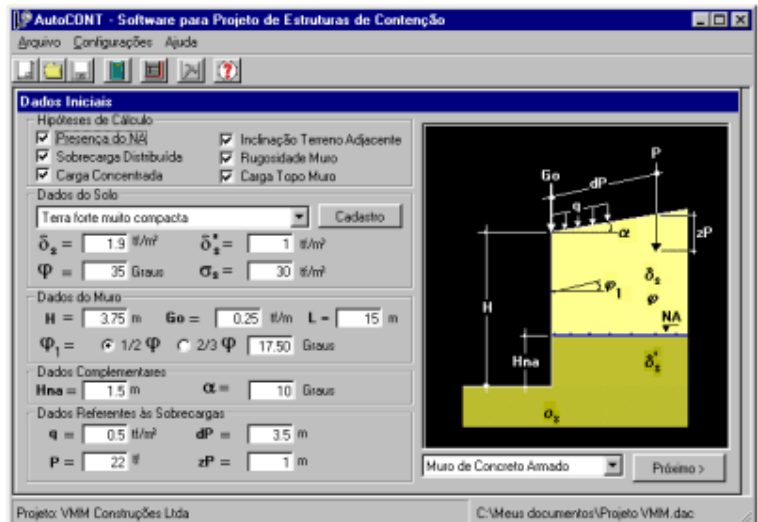 AutoCONT - Software para Projeto de Estruturas de Contenção
Arquivo Configurações Ajuda
Dados Iniciais
Hipóteses de Cálculo
Presença do NA
Inclinação Terreno Adjacente
Sobrecarga Distribuída
Rugosidade Muro
Carga Concentrada
Carga Topo Muro
Dados do Solo
Terra forte muito compacta
Cadastro
δs = 1.9 tf/m² δs' = 1 tf/m²
φ = 35 Graus σs = 30 tf/m²
Dados do Muro
H = 3.75 m Go = 0.25 tf/m L = 15 m
φ1 = 1/2 φ 2/3 φ 17.50 Graus
Dados Complementares
Hna = 1.5 m α = 10 Graus
Dados Referentes às Sobrecargas
q = 0.5 tf/m² dP = 3.5 m
P = 22 tf zP = 1 m
P
Go
dP
q
α
zP
δs
φ1
φ
H
NA
Hna
δs'
σs
Muro de Concreto Armado
Próximo >
Projeto: VMM Construções Ltda
C:\Meus documentos\Projeto VMM.dac